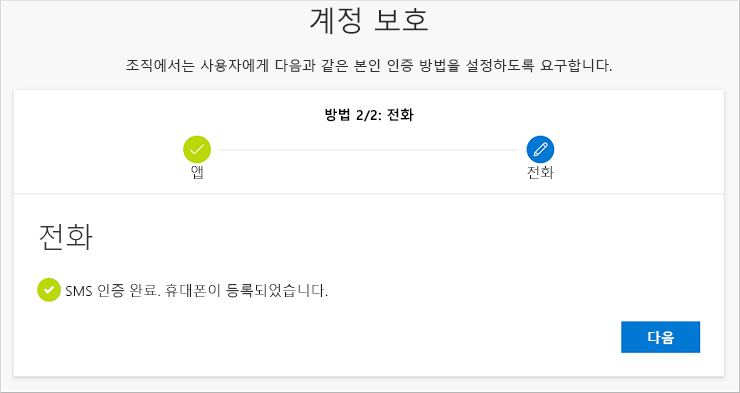 계정 보호
조직에서는 사용자에게 다음과 같은 본인 인증 방법을 설정하도록 요구합니다.
방법 2/2: 전화
앱
전화
전화
SMS 인증 완료. 휴대폰이 등록되었습니다.
다음